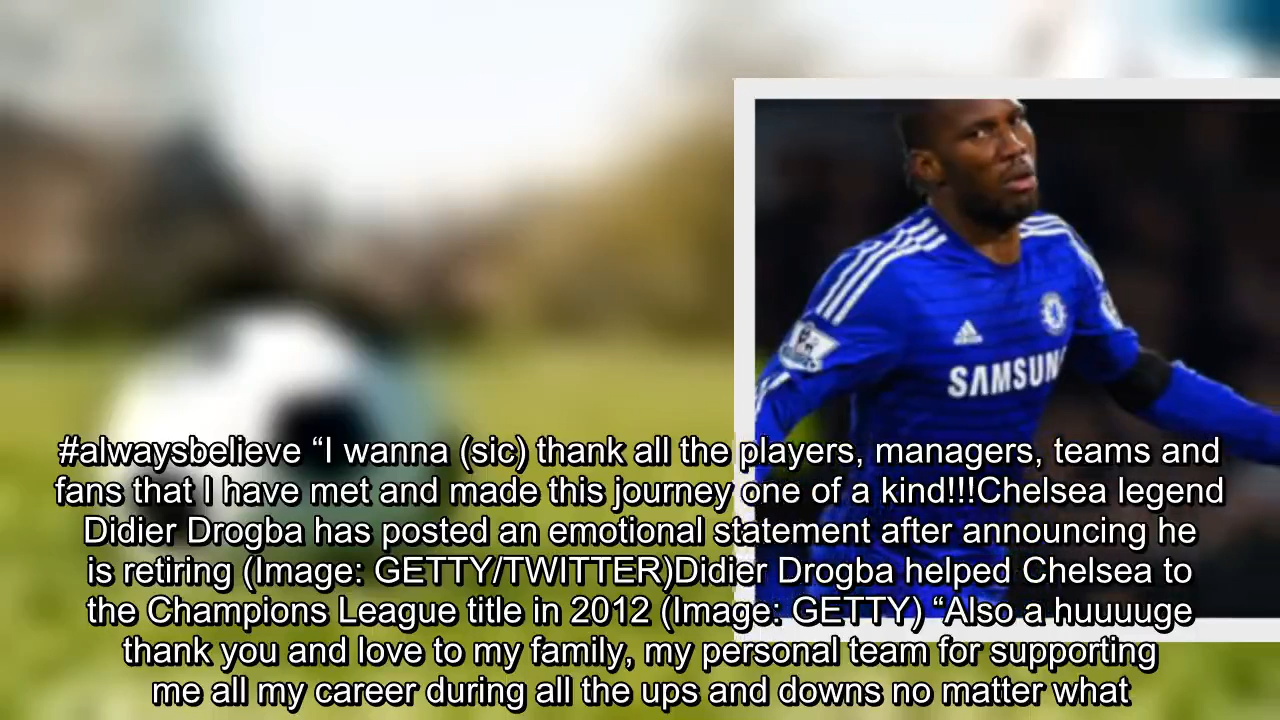 SAMSUNG
#alwaysbelieve “I wanna (sic) thank all the players, managers, teams and
fans that I have met and made this journey one of a kind!!!Chelsea legend
Didier Drogba has posted an emotional statement after announcing he
is retiring (Image: GETTY/TWITTER)Didier Drogba helped Chelsea to
the Champions League title in 2012 (Image: GETTY) “Also a huuuuge
thank you and love to my family, my personal team for supporting
me all my career during all the ups and downs no matter what